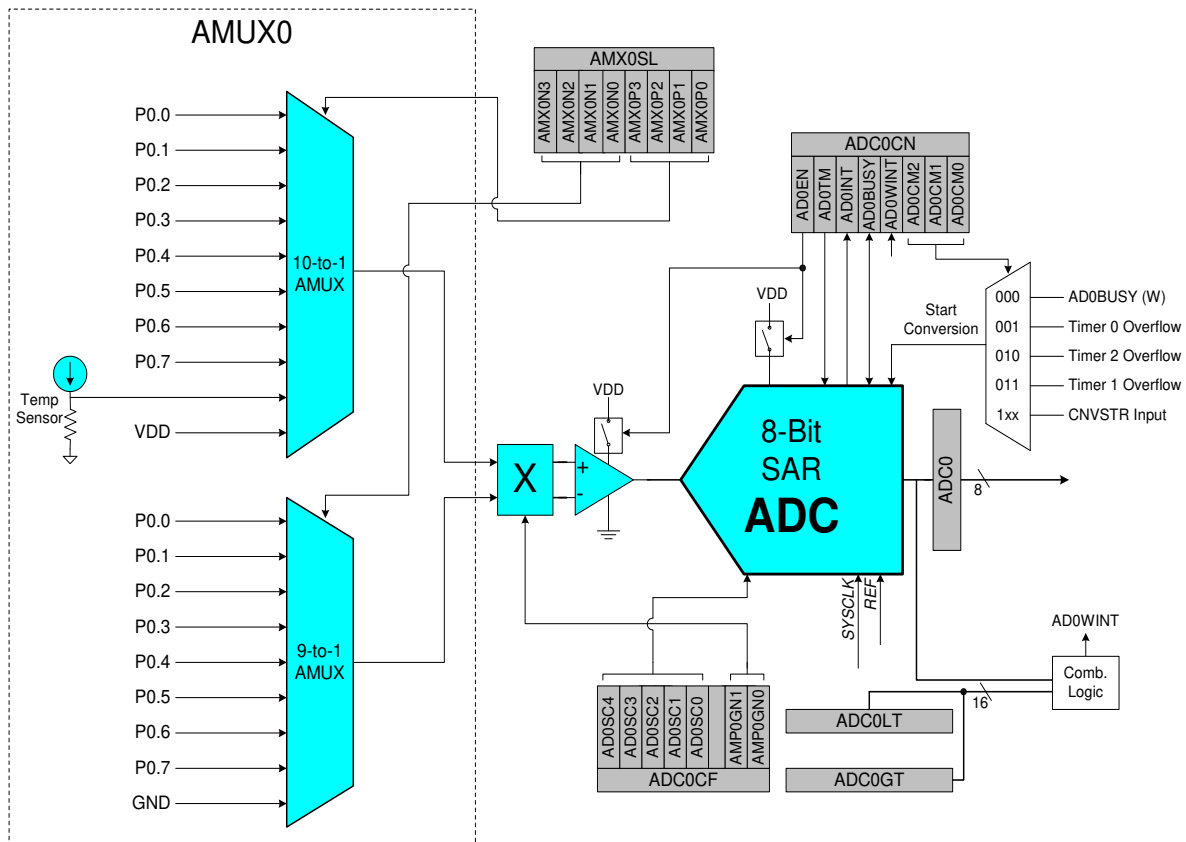 AMUX0
P0.0
P0.1
P0.2
P0.3
P0.4
P0.5
P0.6
P0.7
Temp
Sensor
VDD
10-to-1
AMUX
P0.0
P0.1
P0.2
P0.3
P0.4
P0.5
P0.6
P0.7
GND
9-to-1
AMUX
AMX0SL
AMX0N3
AMX0N2
AMX0N1
AMX0N0
AMX0P3
AMX0P2
AMX0P1
AMX0P0
ADC0CN
AD0EN
AD0TM
AD0INT
AD0BUSY
AD0WINT
AD0CM2
AD0CM1
AD0CM0
Start
Conversion
000
AD0BUSY (W)
001
Timer 0 Overflow
010
Timer 2 Overflow
011
Timer 1 Overflow
1xx
CNVSTR Input
VDD
VDD
X
+
-
8-Bit
SAR
ADC
ADC0
8
SYSCLK
REF
AD0WINT
Comb.
Logic
16
ADC0LT
ADC0GT
AD0SC4
AD0SC3
AD0SC2
AD0SC1
AD0SC0
AMP0GN1
AMP0GN0
ADC0CF